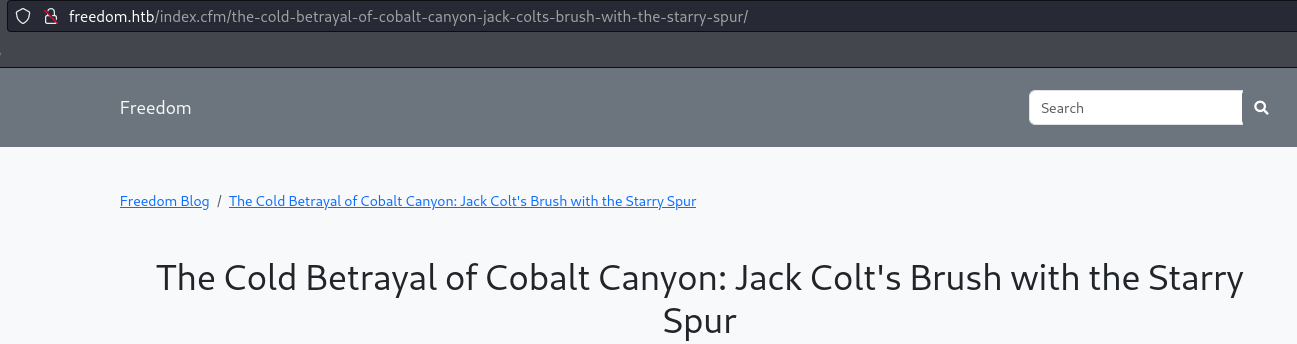 freedom.htb/index.cfm/the-cold-betrayal-of-cobalt-canyon-jack-colts-brush-with-the-starry-spur/
Freedom
Search
Freedom Blog / The Cold Betrayal of Cobalt Canyon: Jack Colt's Brush with the Starry Spur
The Cold Betrayal of Cobalt Canyon: Jack Colt's Brush with the Starry
Spur